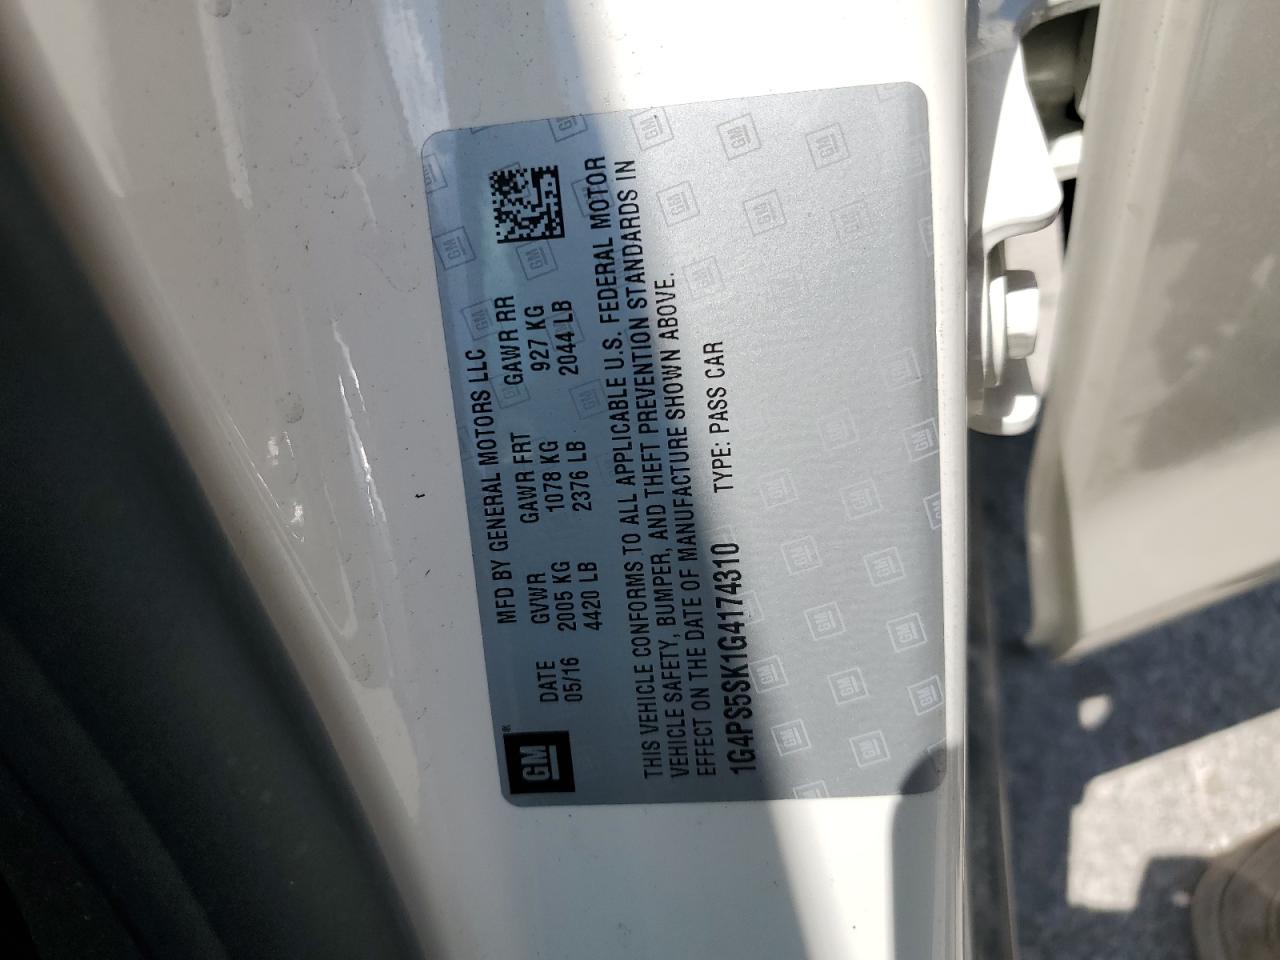 MFD BY GENERAL MOTORS LLC
DATE GVWR GAWR FRT GAWR RR
05/16 2005 KG 1078 KG 927 KG
4420 LB 2376 LB 2044 LB
GM®
THIS VEHICLE CONFORMS TO ALL APPLICABLE U.S. FEDERAL MOTOR
VEHICLE SAFETY, BUMPER, AND THEFT PREVENTION STANDARDS IN
EFFECT ON THE DATE OF MANUFACTURE SHOWN ABOVE.
1G4PS5SK1G4174310 TYPE: PASS CAR